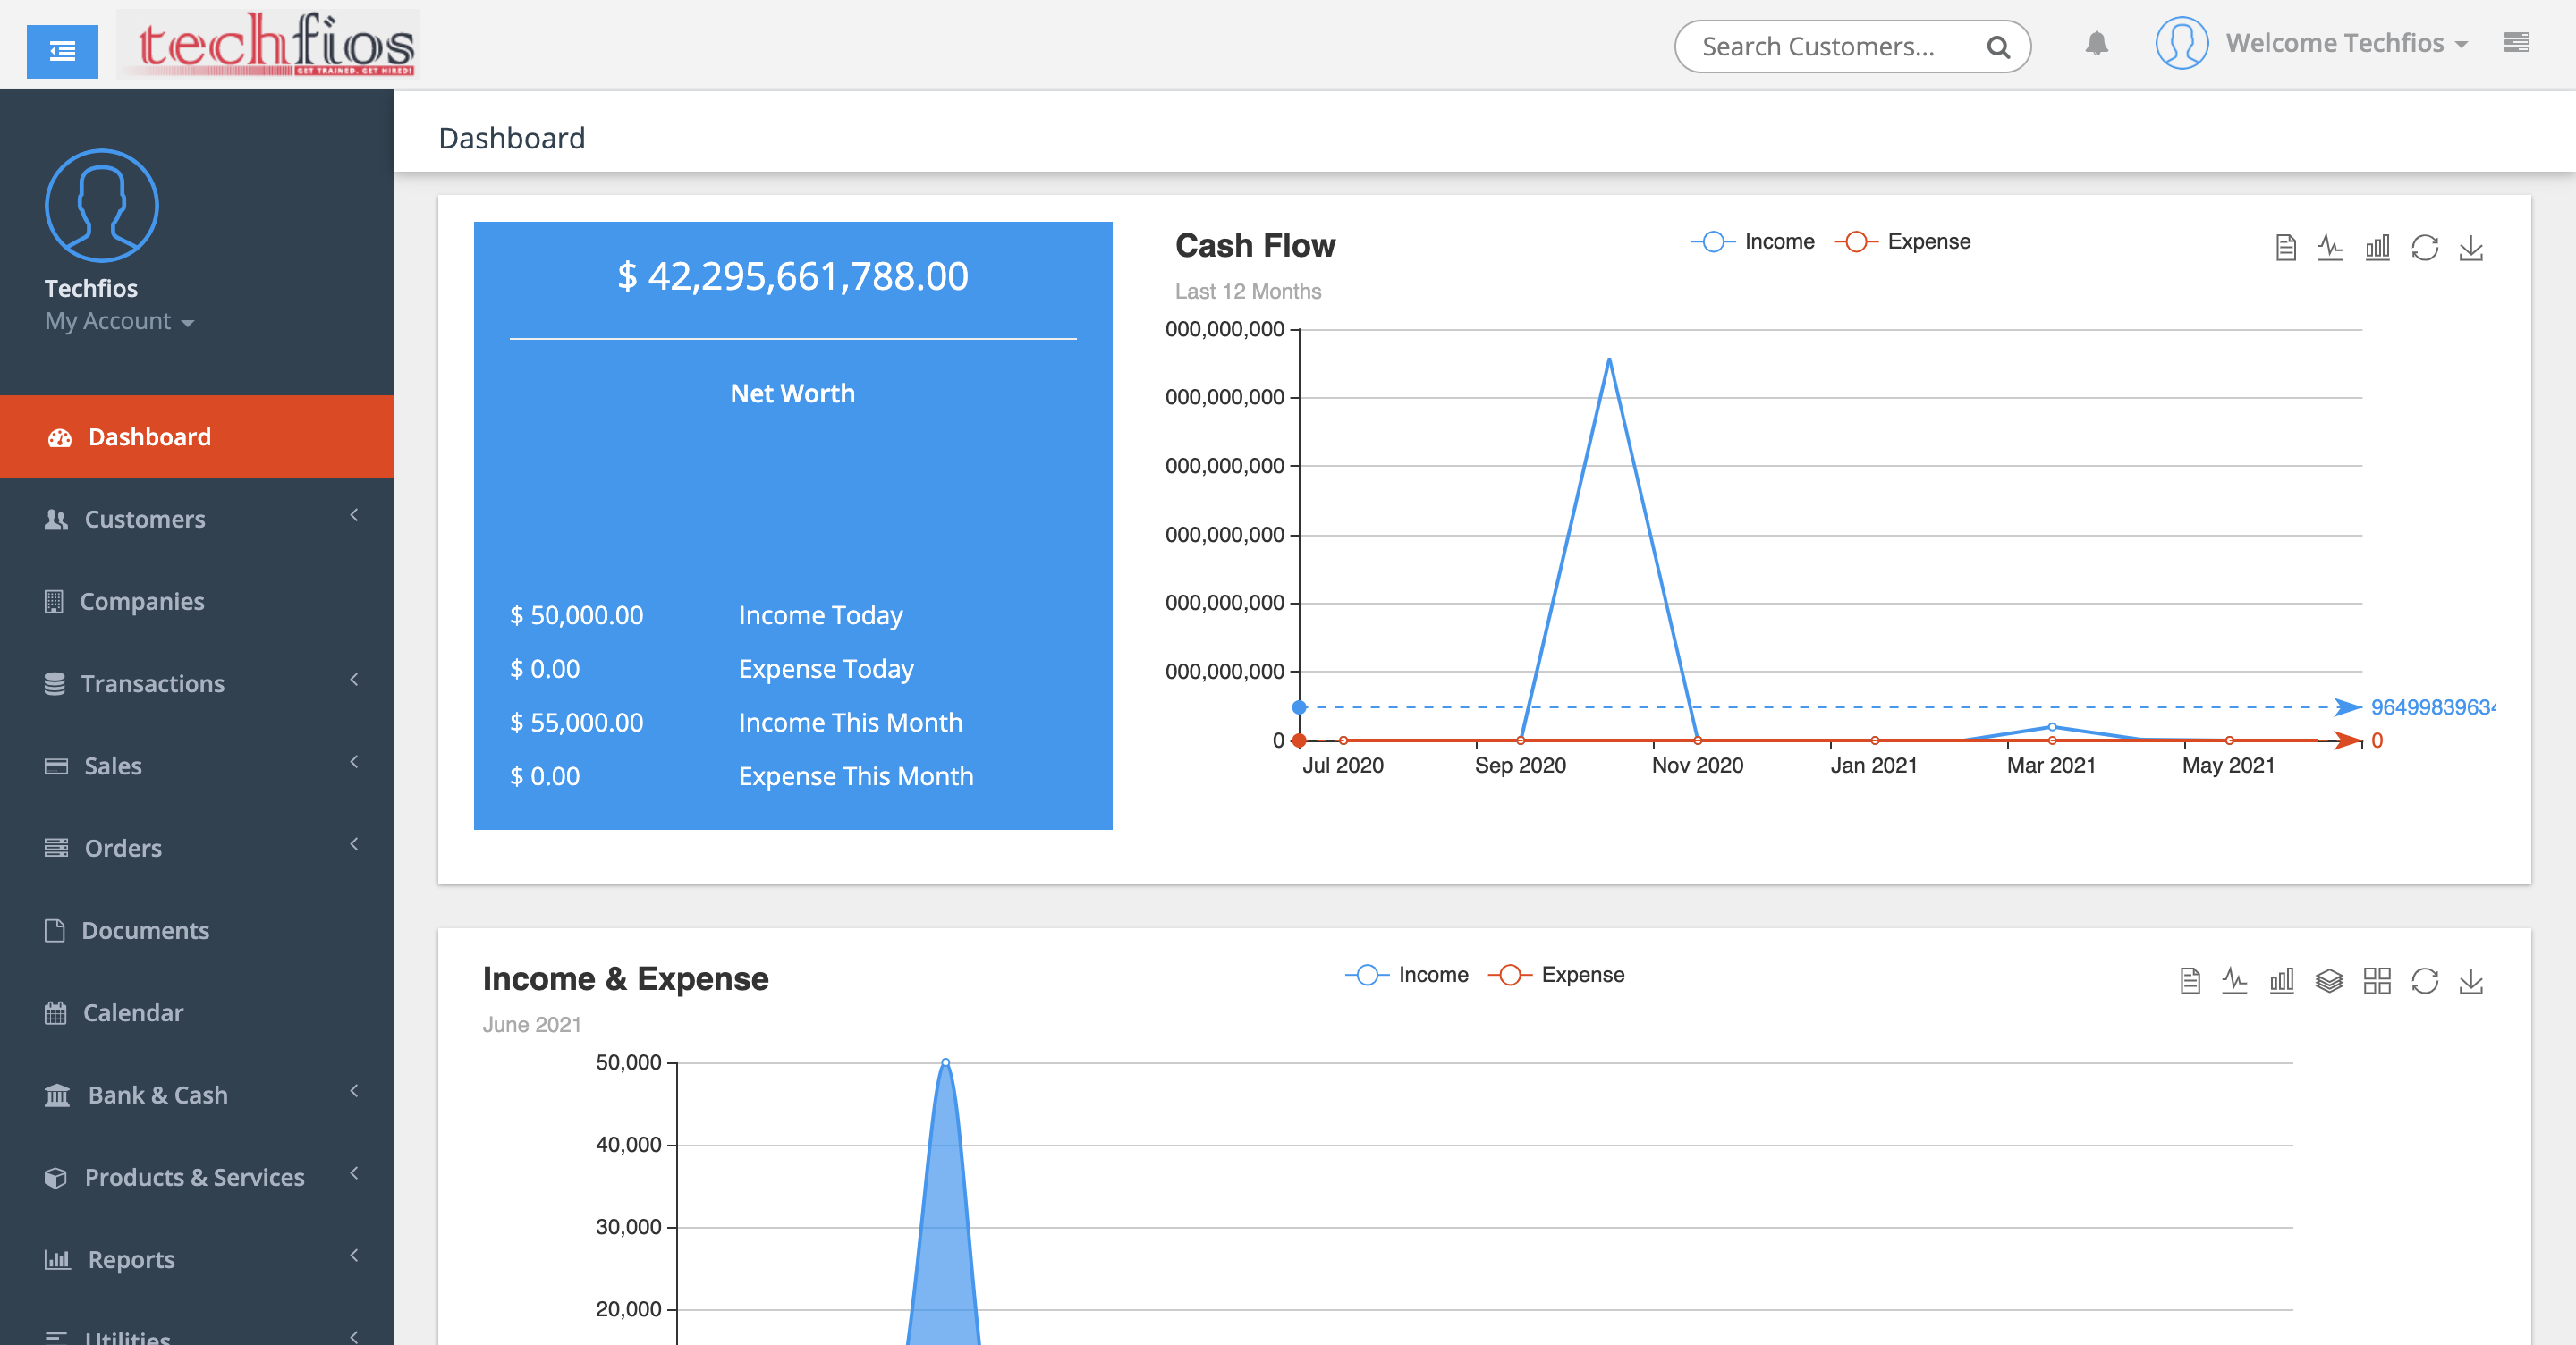 techfios
GET TRAINED. GET HIRED!
Search Customers...
Welcome Techfios
Techfios
My Account
Dashboard
Customers
Companies
Transactions
Sales
Orders
Documents
Calendar
Bank & Cash
Products & Services
Reports
Utilities
Dashboard
$ 42,295,661,788.00
Net Worth
$ 50,000.00 Income Today
$ 0.00 Expense Today
$ 55,000.00 Income This Month
$ 0.00 Expense This Month
Cash Flow
Last 12 Months
Income Expense
000,000,000
000,000,000
000,000,000
000,000,000
000,000,000
000,000,000
0
9649983963
0
Jul 2020 Sep 2020 Nov 2020 Jan 2021 Mar 2021 May 2021
Income & Expense
June 2021
Income Expense
50,000
40,000
30,000
20,000